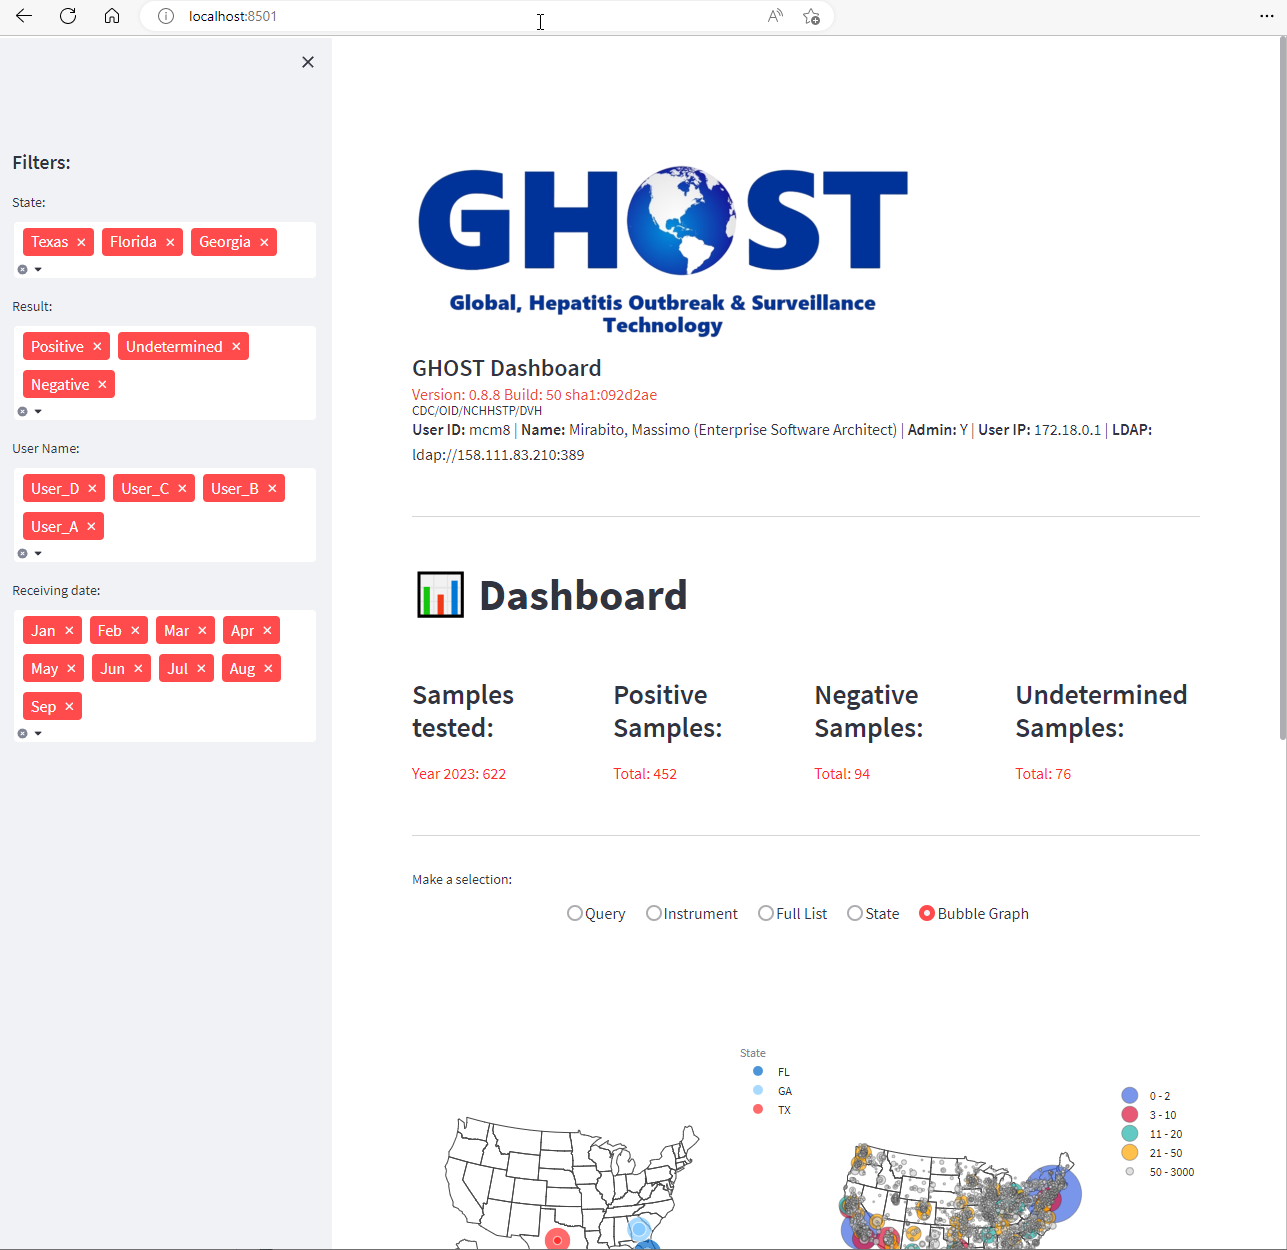 localhost:8501
Filters:
State:
Texas × Florida × Georgia ×
Result:
Positive × Undetermined ×
Negative ×
User Name:
User_D × User_C × User_B ×
User_A ×
Receiving date:
Jan × Feb × Mar × Apr ×
May × Jun × Jul × Aug ×
Sep ×
GHOST
Global, Hepatitis Outbreak & Surveillance
Technology
GHOST Dashboard
Version: 0.8.8 Build: 50 sha1:092d2ae
CDC/OID/NCHHSTP/DVH
User ID: mcm8 | Name: Mirabito, Massimo (Enterprise Software Architect) | Admin: Y | User IP: 172.18.0.1 | LDAP:
ldap://158.111.83.210:389
Dashboard
Samples tested:
Positive Samples:
Negative Samples:
Undetermined Samples:
Year 2023: 622
Total: 452
Total: 94
Total: 76
Make a selection:
Query Instrument Full List State Bubble Graph
State
FL
GA
TX
0 - 2
3 - 10
11 - 20
21 - 50
50 - 3000